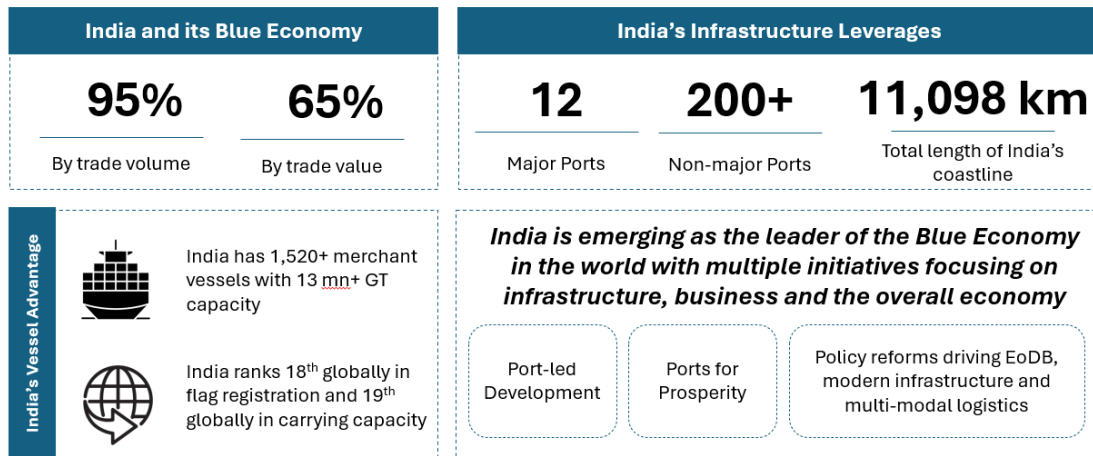 India and its Blue Economy
95%
65%
By trade volume
By trade value
India's Infrastructure Leverages
12
200+
11,098 km
Major Ports
Non-major Ports
Total length of India's
coastline
India's Vessel Advantage
India has 1,520+ merchant
vessels with 13 mn+ GT
capacity
India ranks 18th globally in
flag registration and 19th
globally in carrying capacity
India is emerging as the leader of the Blue Economy
in the world with multiple initiatives focusing on
infrastructure, business and the overall economy
Port-led
Development
Ports for
Prosperity
Policy reforms driving EoDB,
modern infrastructure and
multi-modal logistics